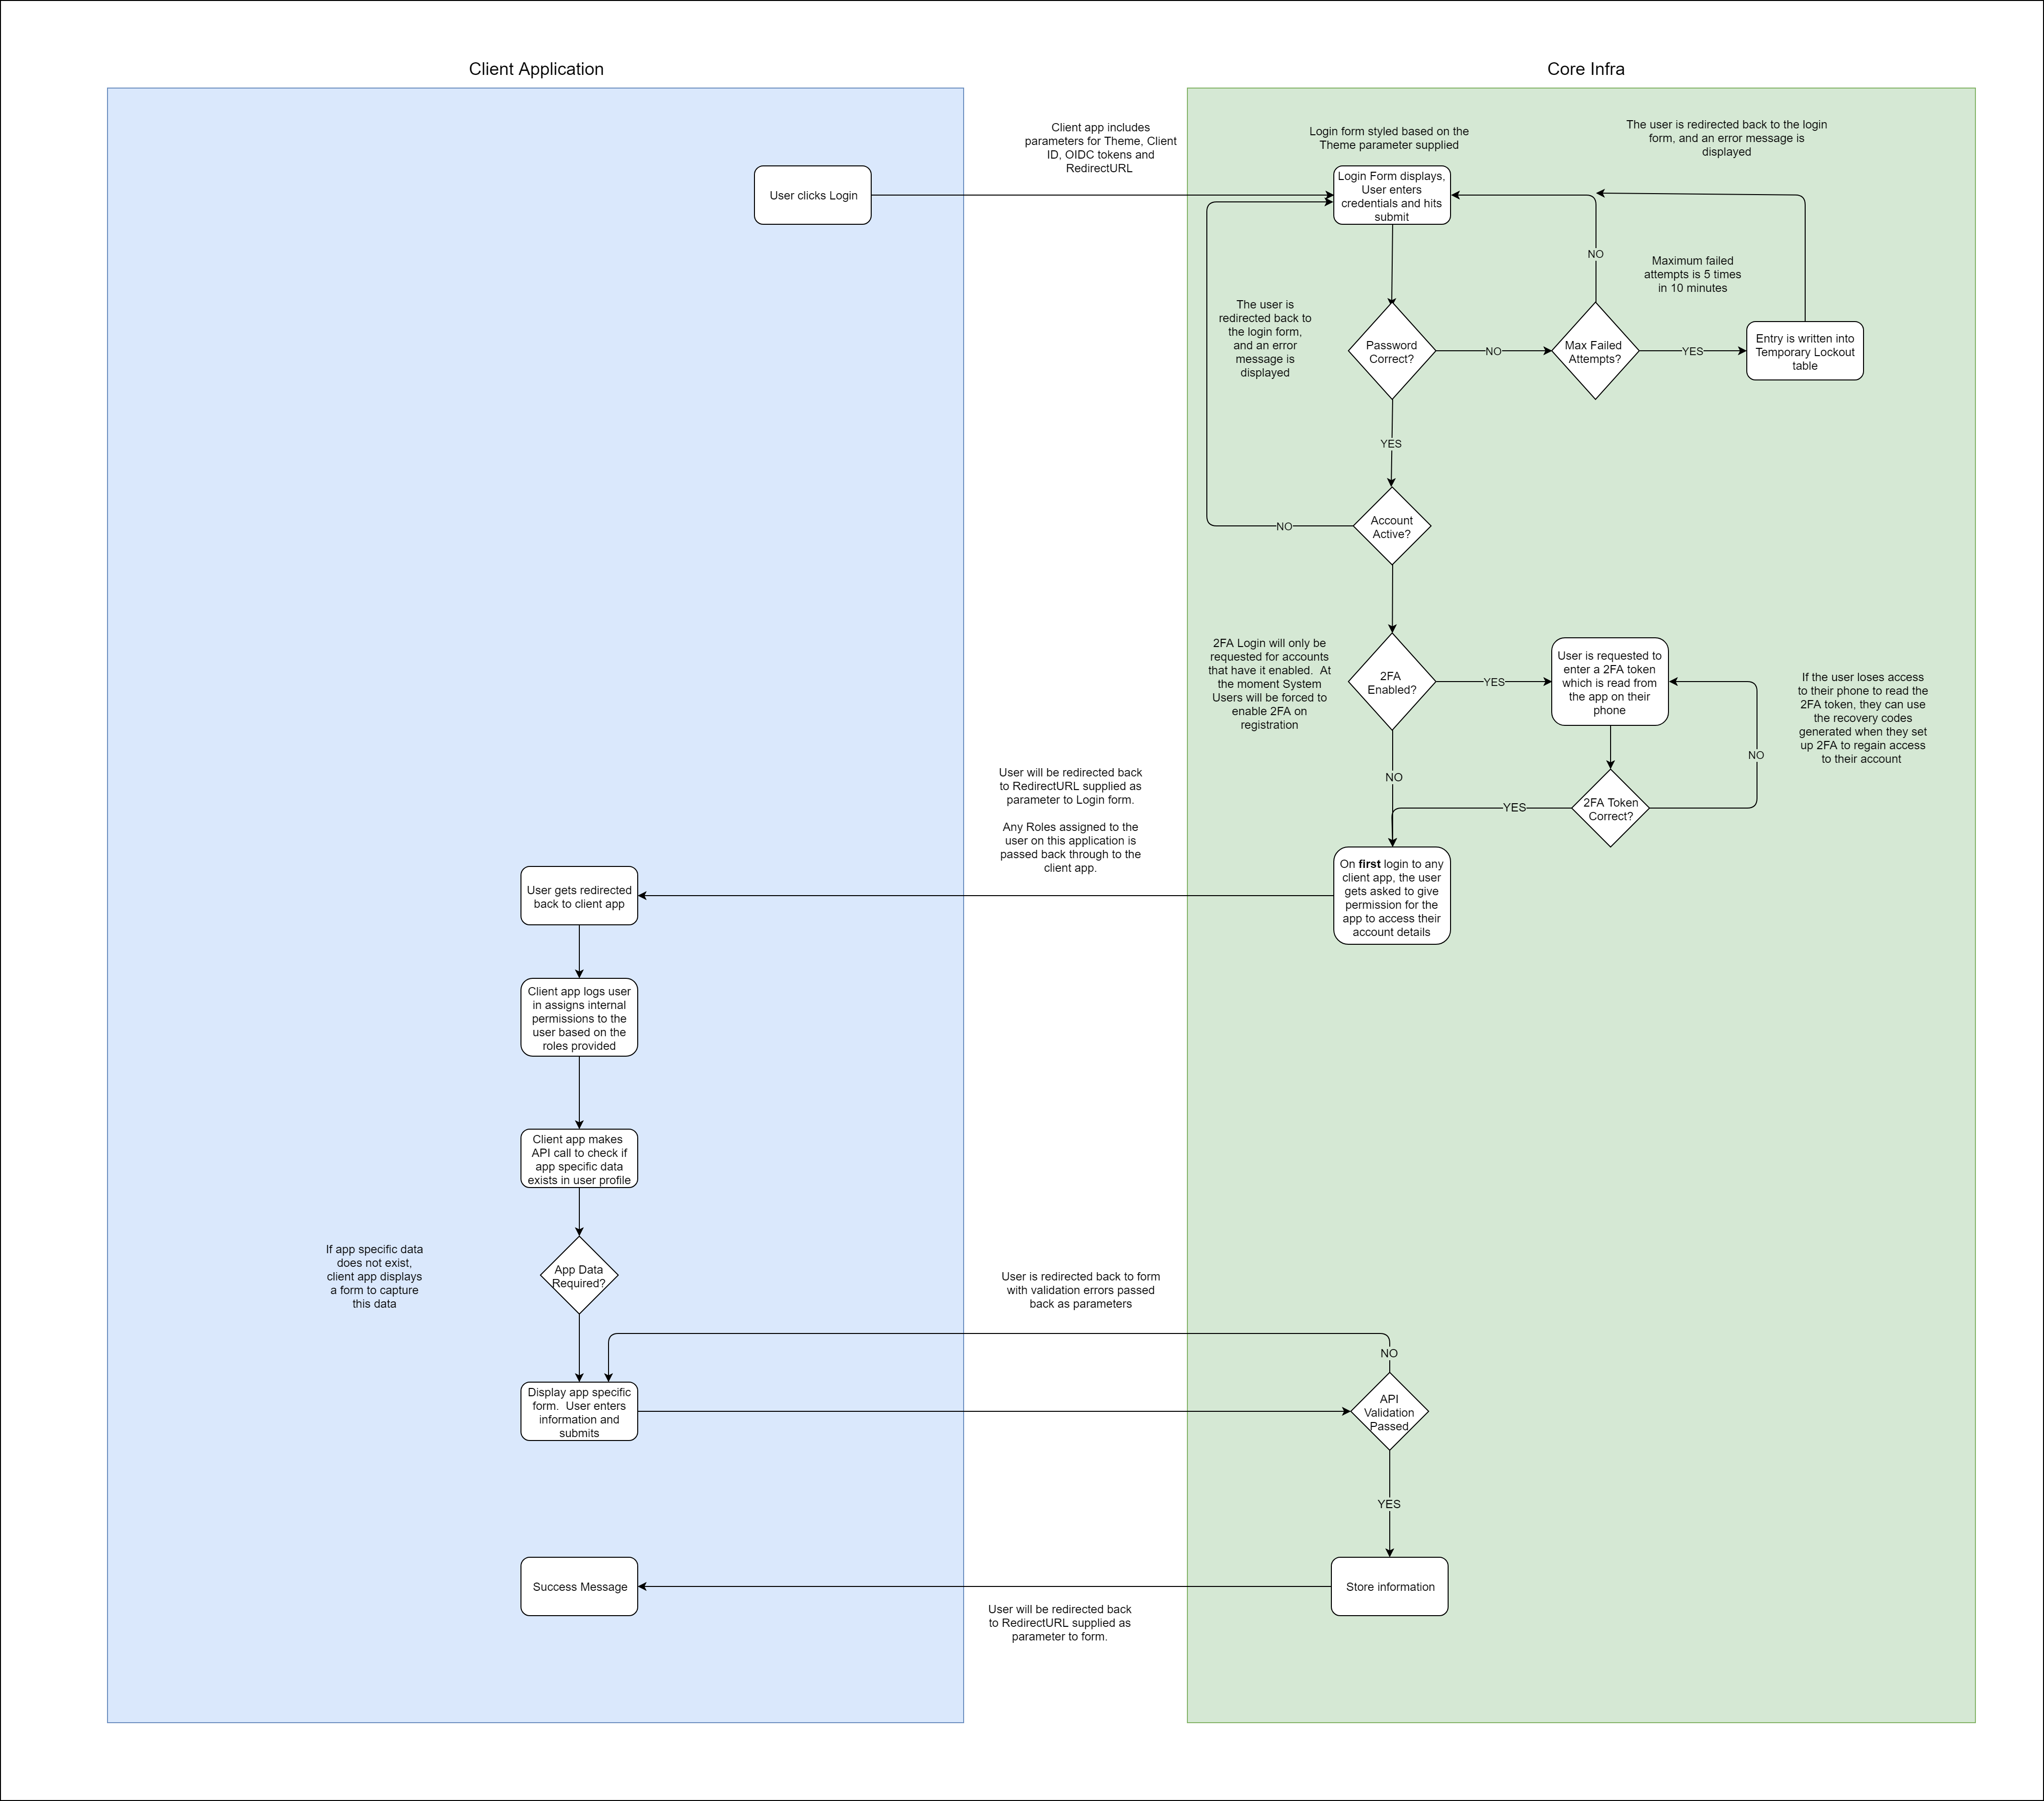 Client Application
Core Infra
Client app includes
parameters for Theme, Client
ID, OIDC tokens and
RedirectURL
Login form styled based on the
Theme parameter supplied
The user is redirected back to the login
form, and an error message is
displayed
User clicks Login
Login Form displays,
User enters
credentials and hits
submit
NO
Maximum failed
attempts is 5 times
in 10 minutes
The user is
redirected back to
the login form,
and an error
message is
displayed
Password
Correct?
NO
Max Failed
Attempts?
YES
Entry is written into
Temporary Lockout
table
YES
Account
Active?
NO
2FA Login will only be
requested for accounts
that have it enabled. At
the moment System
Users will be forced to
enable 2FA on
registration
2FA
Enabled?
YES
User is requested to
enter a 2FA token
which is read from
the app on their
phone
If the user loses access
to their phone to read the
2FA token, they can use
the recovery codes
generated when they set
up 2FA to regain access
to their account
NO
NO
2FA Token
Correct?
YES
User will be redirected back
to RedirectURL supplied as
parameter to Login form.
Any Roles assigned to the
user on this application is
passed back through to the
client app.
On first login to any
client app, the user
gets asked to give
permission for the
app to access their
account details
User gets redirected
back to client app
Client app logs user
in assigns internal
permissions to the
user based on the
roles provided
Client app makes
API call to check if
app specific data
exists in user profile
If app specific data
does not exist,
client app displays
a form to capture
this data
App Data
Required?
User is redirected back to form
with validation errors passed
back as parameters
NO
Display app specific
form. User enters
information and
submits
API
Validation
Passed
YES
Success Message
Store information
User will be redirected back
to RedirectURL supplied as
parameter to form.